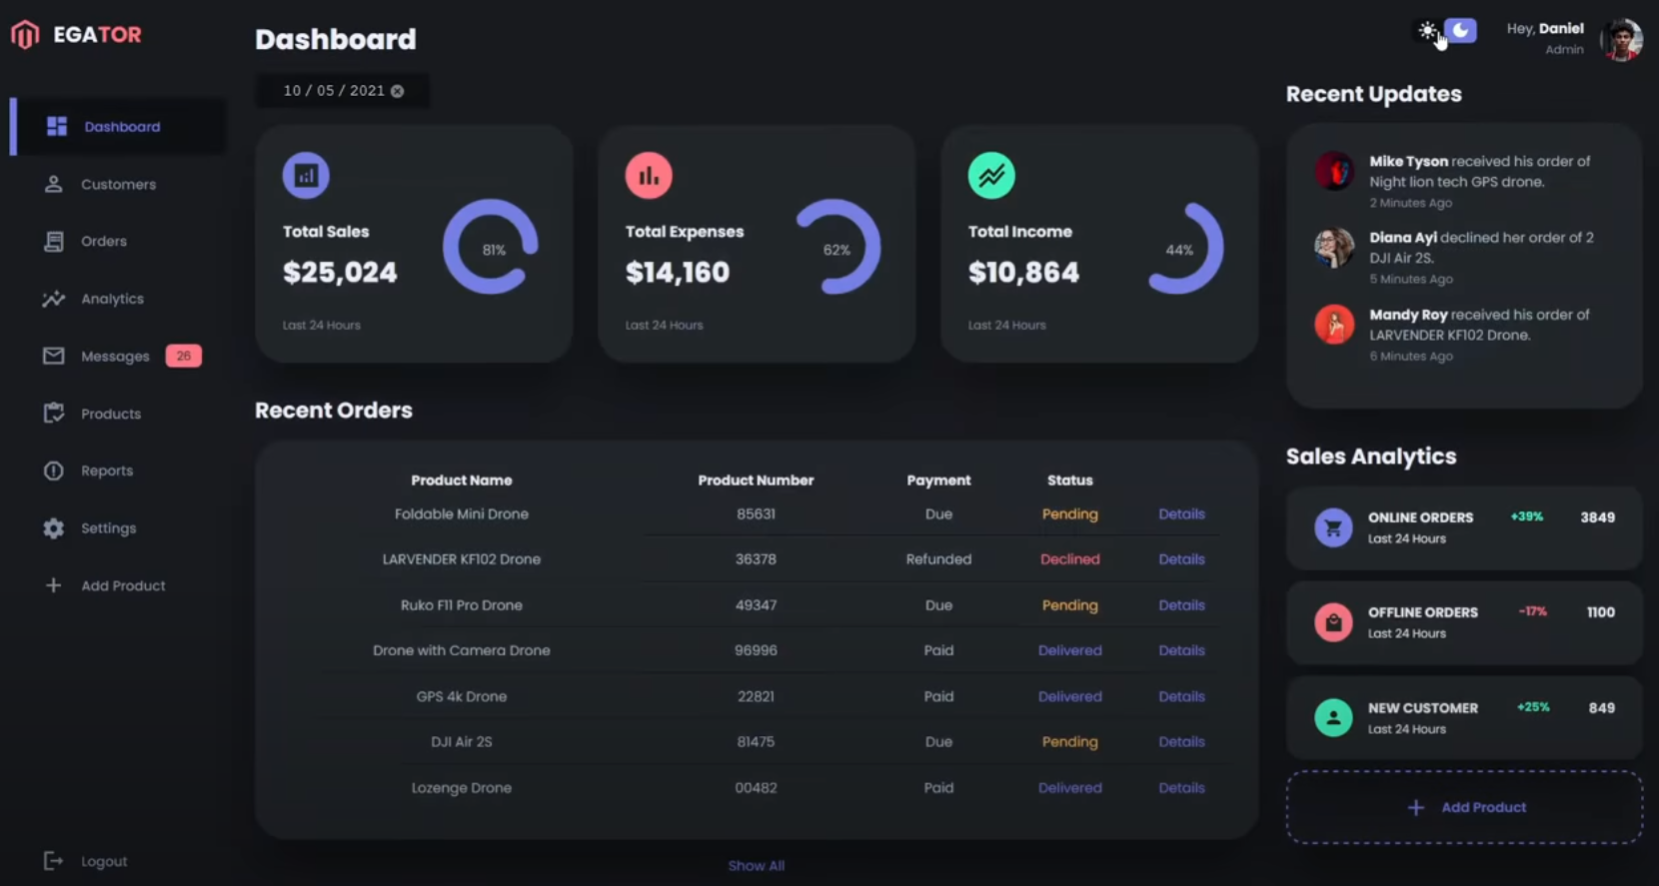 EGATOR
Dashboard
Customers
Orders
Analytics
Messages 26
Products
Reports
Settings
Add Product
Logout
Dashboard
10 / 05 / 2021
Total Sales
$25,024
81%
Last 24 Hours
Total Expenses
$14,160
62%
Last 24 Hours
Total Income
$10,864
44%
Last 24 Hours
Recent Orders
Product Name Product Number Payment Status
Foldable Mini Drone 85631 Due Pending Details
LARVENDER KF102 Drone 36378 Refunded Declined Details
Ruko F11 Pro Drone 49347 Due Pending Details
Drone with Camera Drone 96996 Paid Delivered Details
GPS 4k Drone 22821 Paid Delivered Details
DJI Air 2S 81475 Due Pending Details
Lozenge Drone 00482 Paid Delivered Details
Show All
Hey, Daniel
Admin
Recent Updates
Mike Tyson received his order of
Night lion tech GPS drone.
2 Minutes Ago
Diana Ayi declined her order of 2
DJI Air 2S.
5 Minutes Ago
Mandy Roy received his order of
LARVENDER KF102 Drone.
6 Minutes Ago
Sales Analytics
ONLINE ORDERS +39% 3849
Last 24 Hours
OFFLINE ORDERS -17% 1100
Last 24 Hours
NEW CUSTOMER +25% 849
Last 24 Hours
Add Product